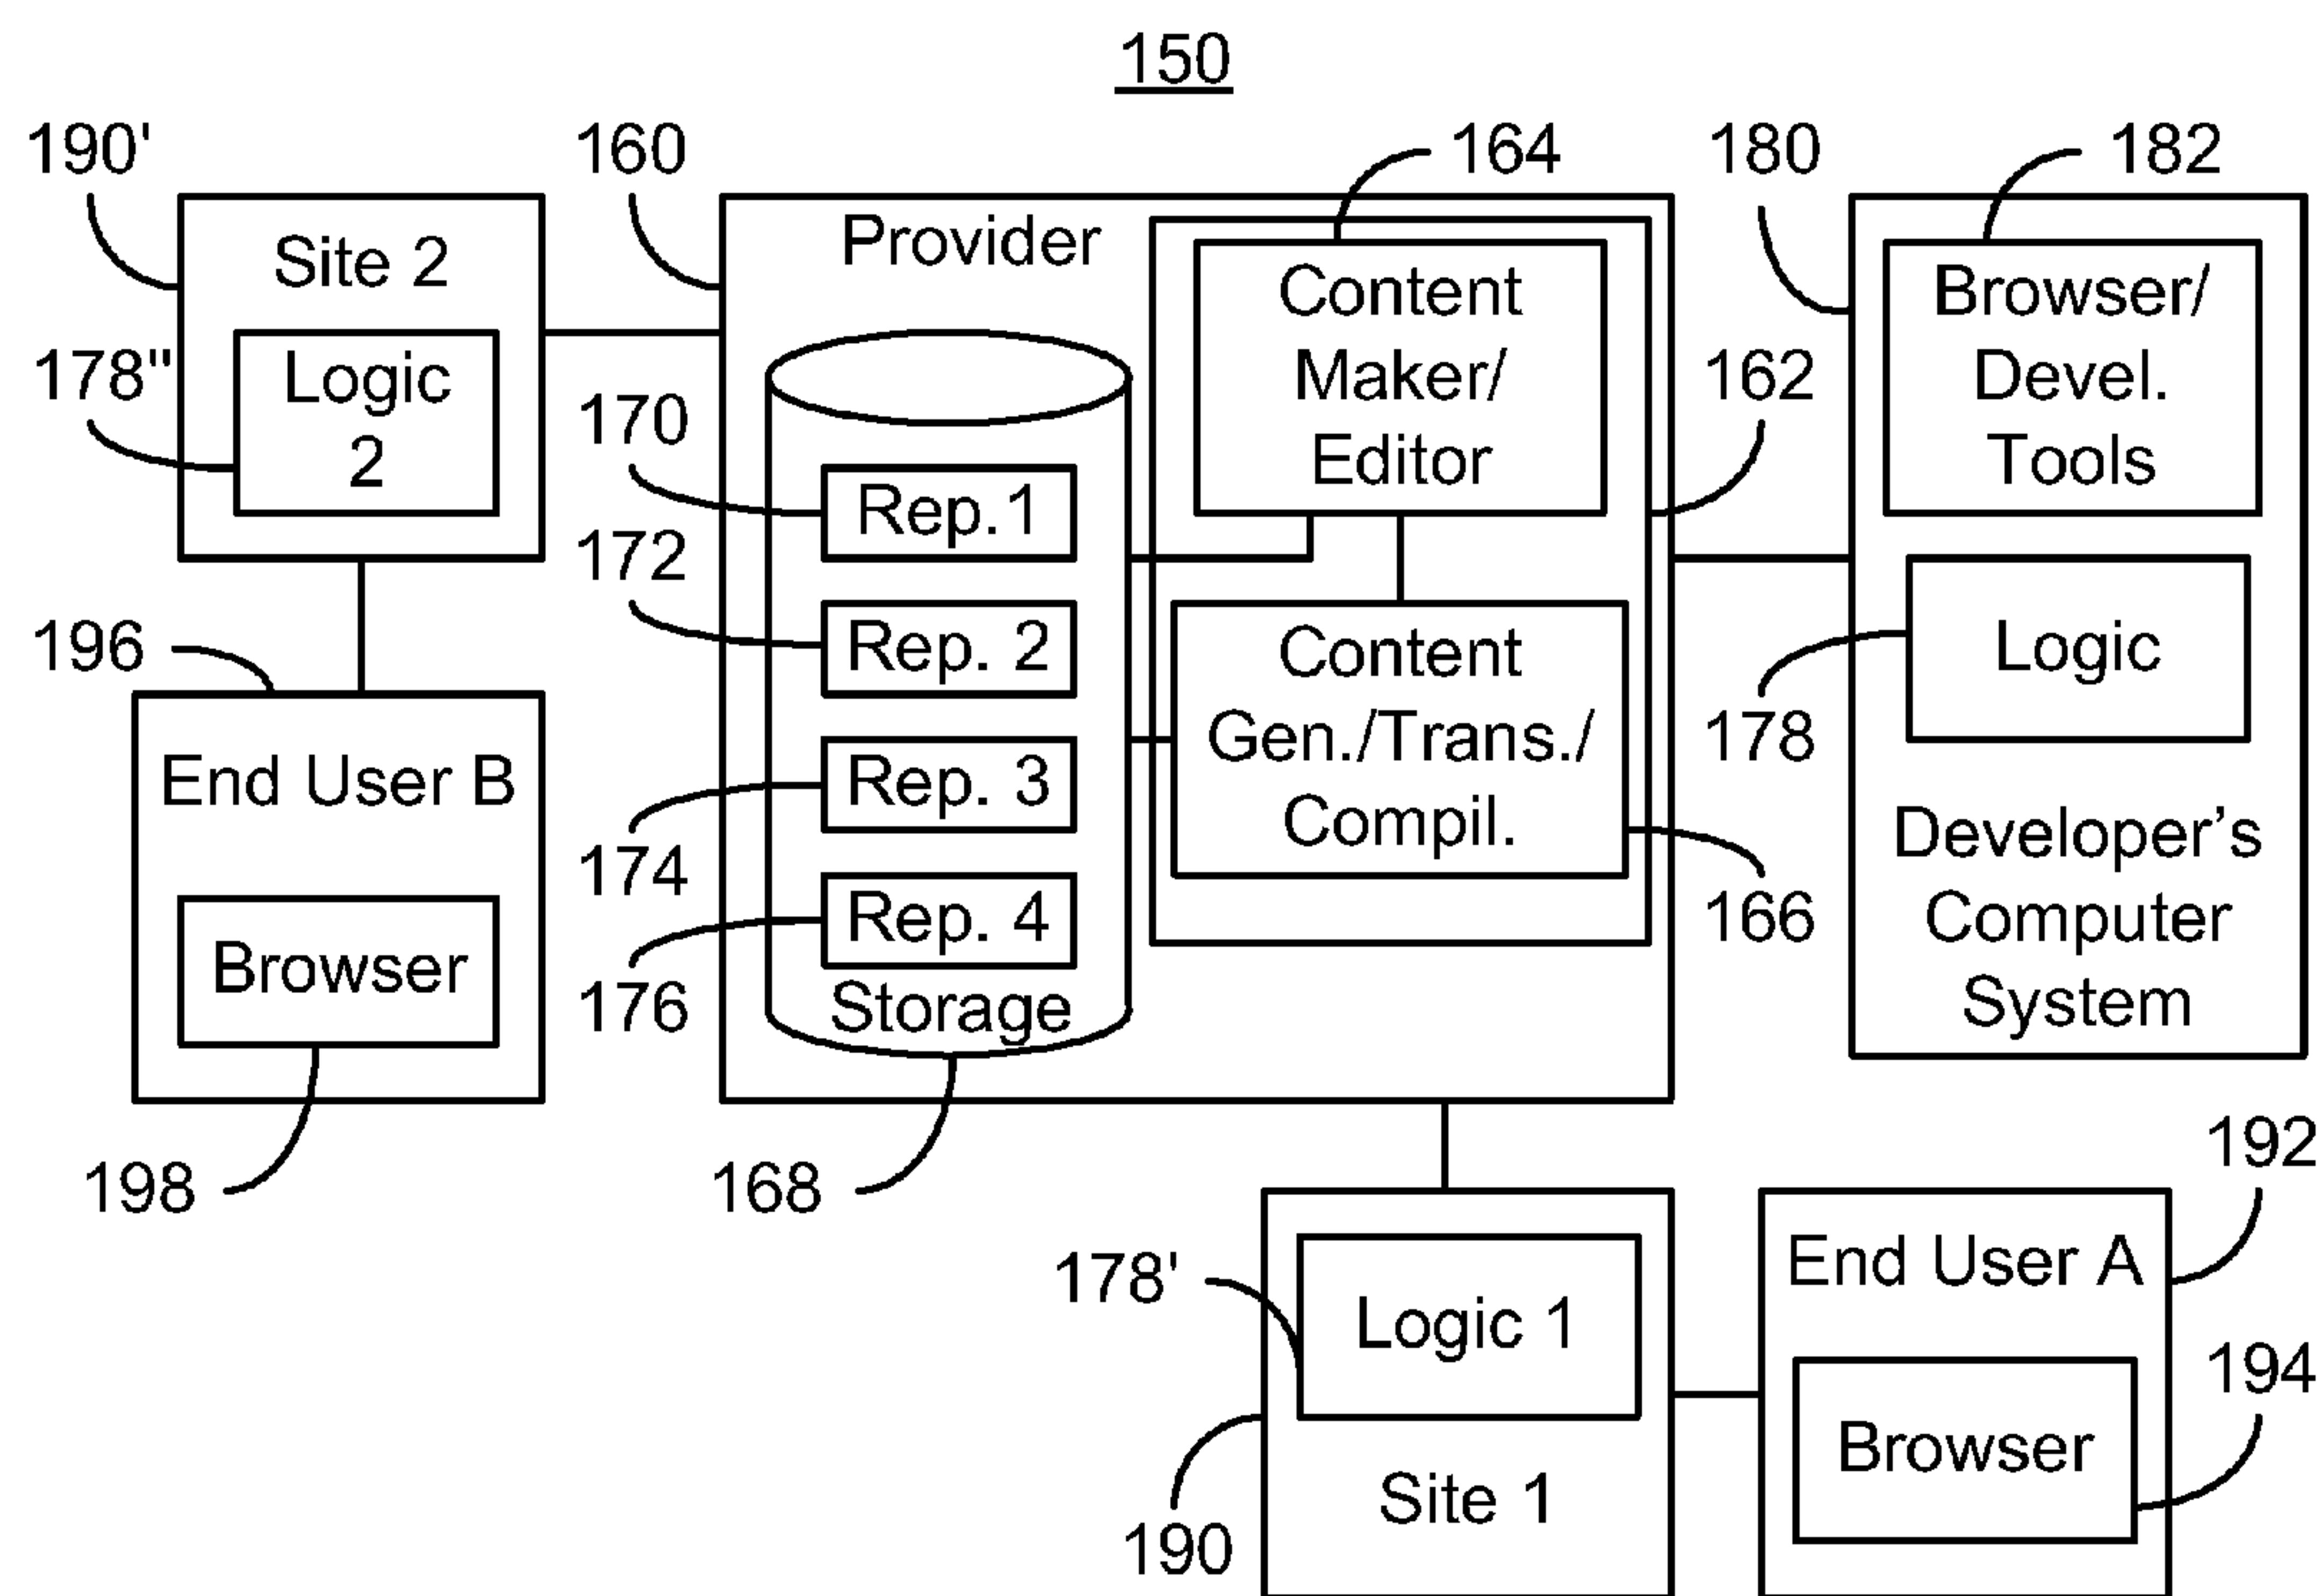 150
190'
160
164
180
182
Site 2
Provider
Content
Maker/
Editor
Browser/
Devel.
Tools
178"
Logic
2
170
162
Rep.1
172
Rep. 2
196
Content
Gen./Trans./
Compil.
Logic
178
End User B
Rep. 3
174
Developer’s
Computer
System
Rep. 4
166
Browser
176
Storage
198
168
192
178'
Logic 1
End User A
194
Browser
Site 1
190